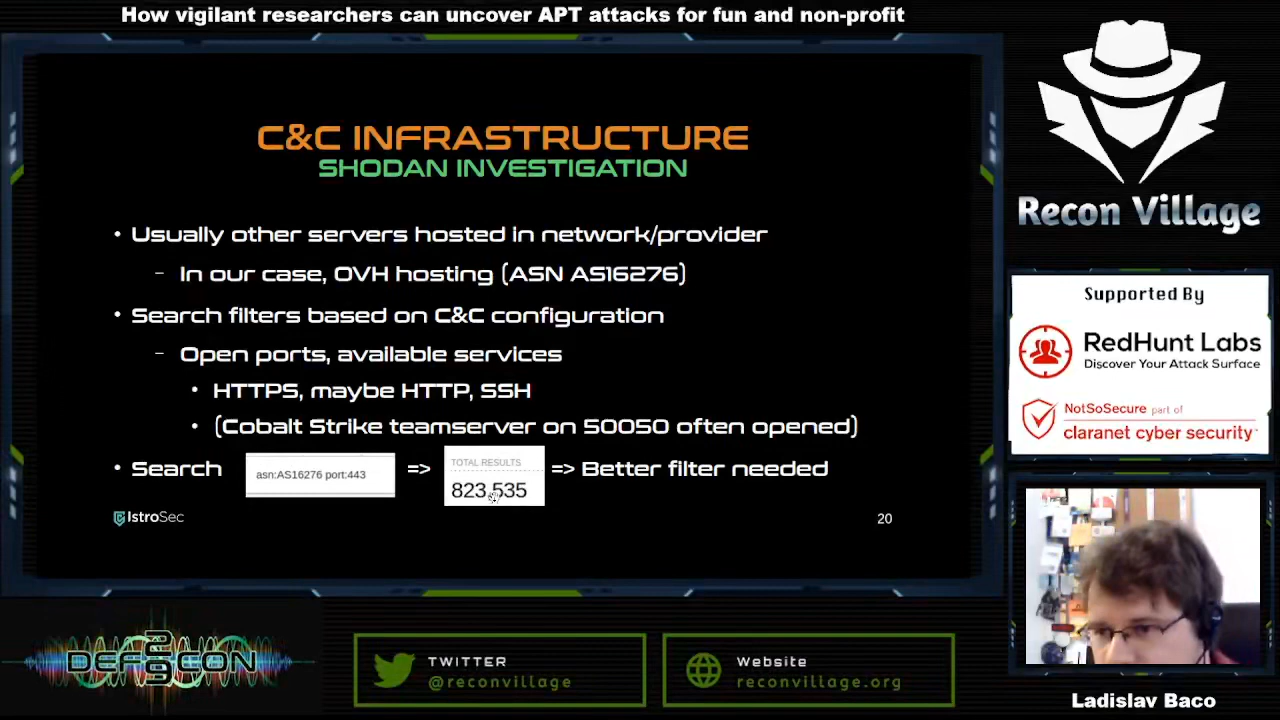 How vigilant researchers can uncover APT attacks for fun and non-profit
C&C INFRASTRUCTURE
SHODAN INVESTIGATION
• Usually other servers hosted in network/provider
– In our case, OVH hosting (ASN AS16276)
• Search filters based on C&C configuration
– Open ports, available services
• HTTPS, maybe HTTP, SSH
• (Cobalt Strike teamserver on 50050 often opened)
• Search asn:AS16276 port:443 => TOTAL RESULTS 823,535 => Better filter needed
IstroSec
20
Recon Village
Supported By
RedHunt Labs
Discover Your Attack Surface
NotSoSecure part of
claranet cyber security
DEFCON
29
TWITTER
@reconvillage
Website
reconvillage.org
Ladislav Baco